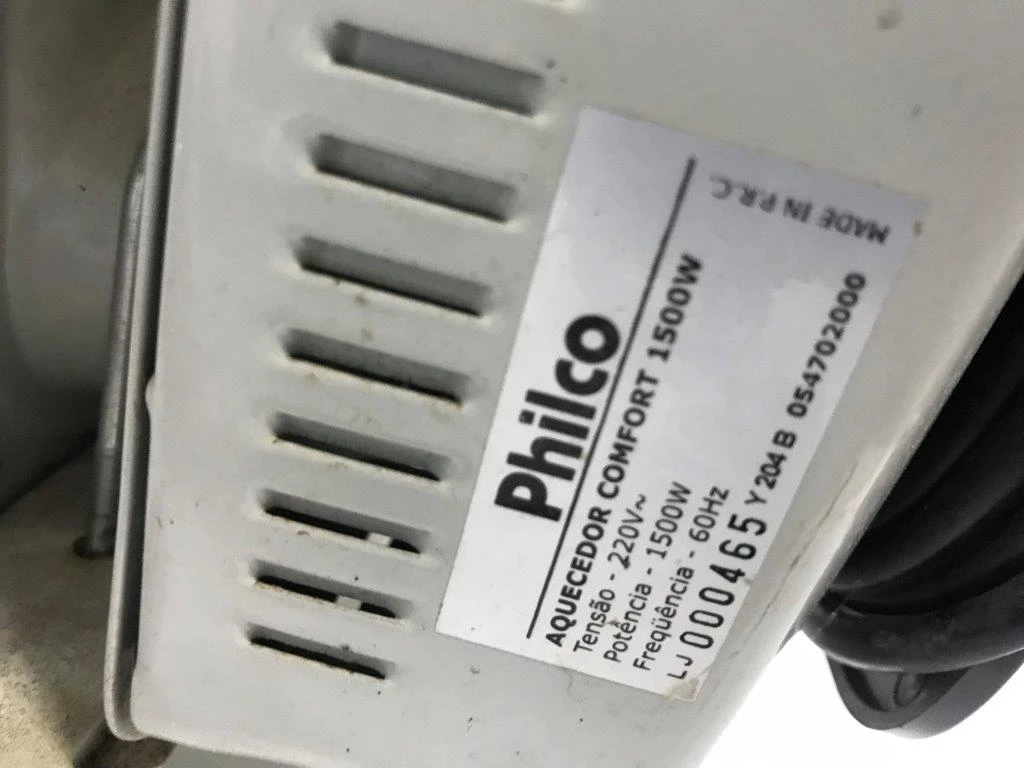 Philco
AQUECEDOR COMFORT 1500W
Tensão - 220V~
Potência - 1500W
Freqüência - 60Hz
LJ 000465 Y 204 B 054702000
MADE IN P.R.C.